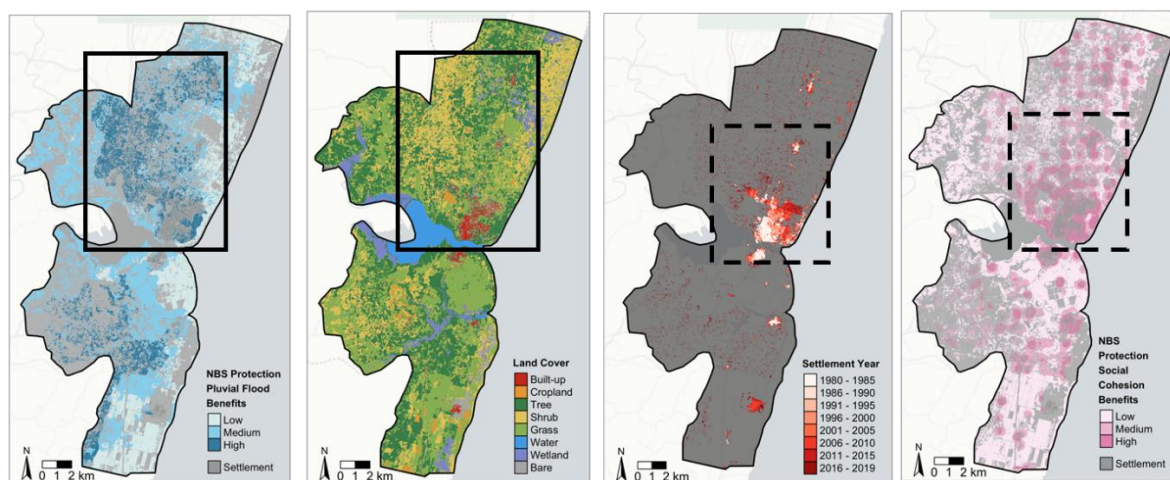 NBS Protection
Pluvial Flood
Benefits
Low
Medium
High
Settlement
N
0 1 2 km
Land Cover
Built-up
Cropland
Tree
Shrub
Grass
Water
Wetland
Bare
N
0 1 2 km
Settlement Year
1980 - 1985
1986 - 1990
1991 - 1995
1996 - 2000
2001 - 2005
2006 - 2010
2011 - 2015
2016 - 2019
N
0 1 2 km
NBS
Protection
Social
Cohesion
Benefits
Low
Medium
High
Settlement
N
0 1 2 km